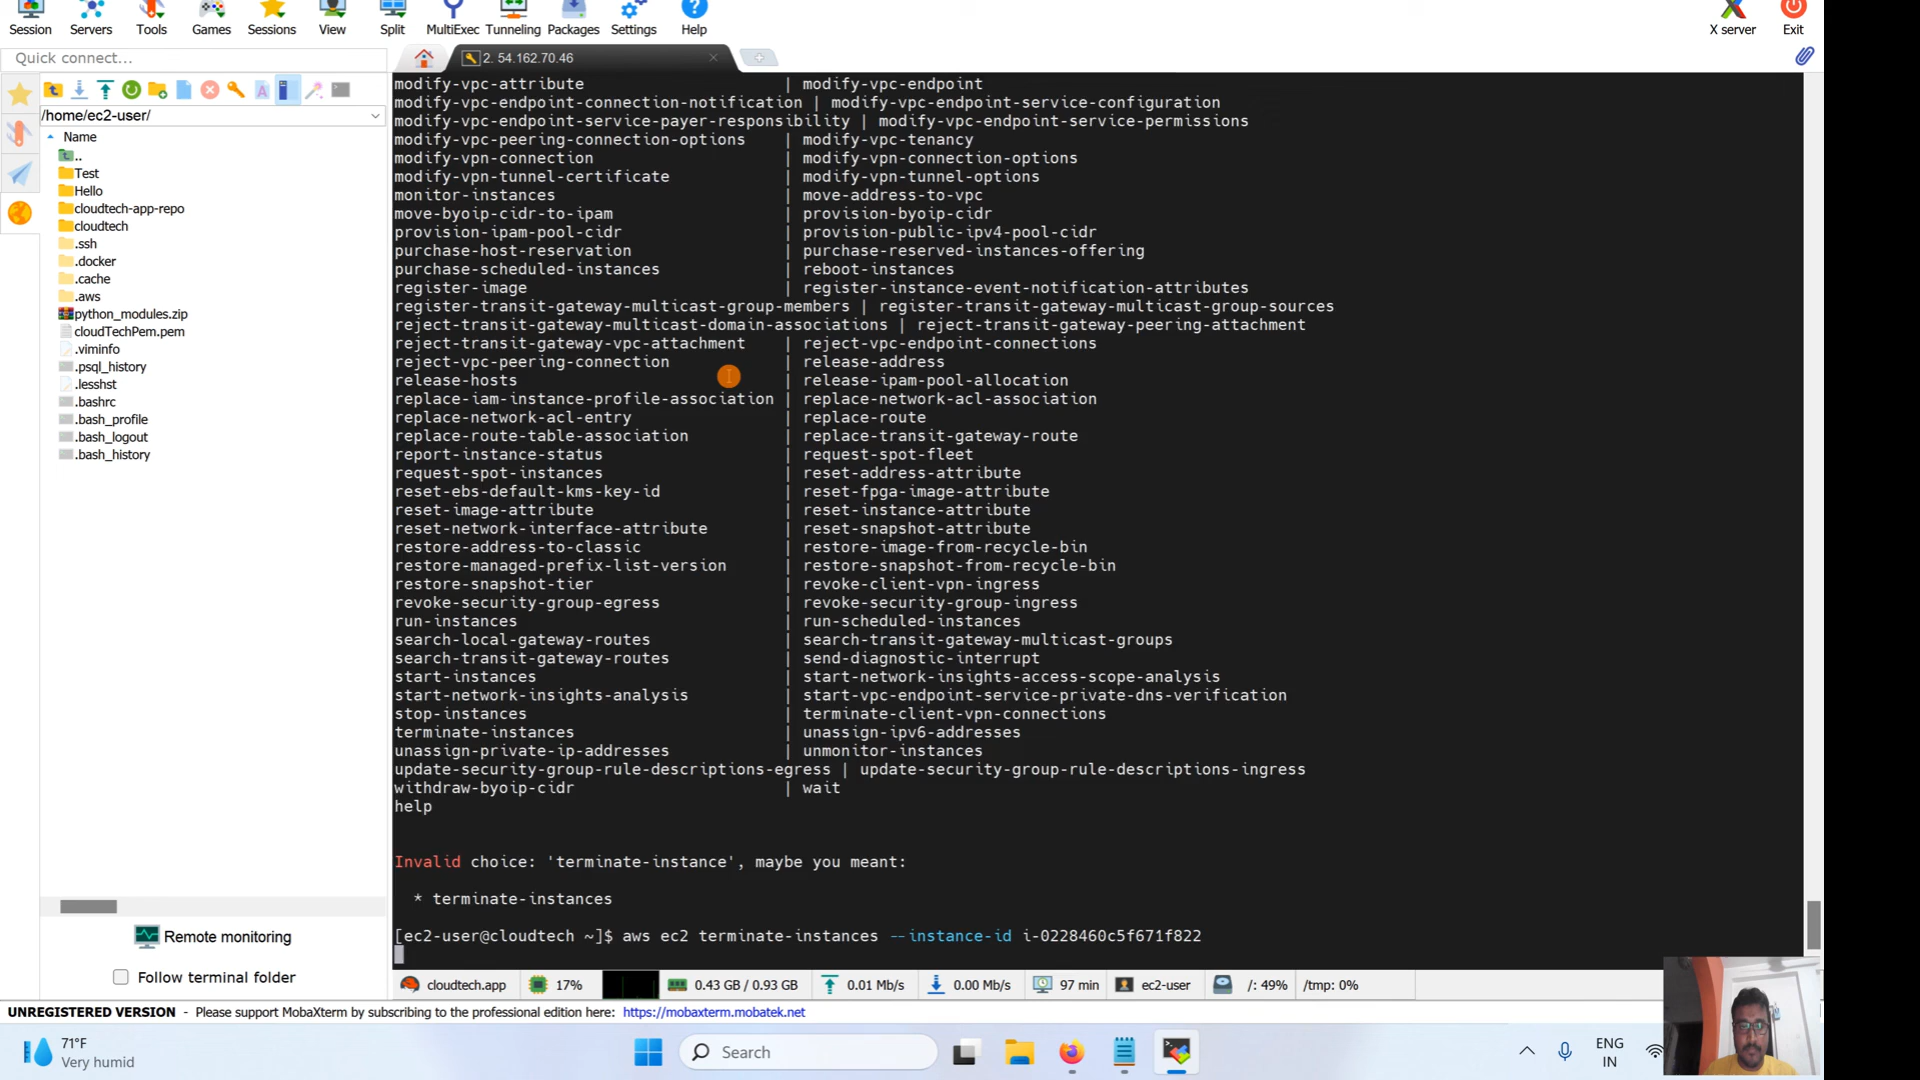 Session Servers Tools Games Sessions View Split MultiExec Tunneling Packages Settings Help X server Exit
Quick connect...
2. 54.162.70.46
/home/ec2-user/
Name
..
Test
Hello
cloudtech-app-repo
cloudtech
.ssh
.docker
.cache
.aws
python_modules.zip
cloudTechPem.pem
.viminfo
.psql_history
.lesshst
.bashrc
.bash_profile
.bash_logout
.bash_history
Remote monitoring
Follow terminal folder
modify-vpc-attribute | modify-vpc-endpoint
modify-vpc-endpoint-connection-notification | modify-vpc-endpoint-service-configuration
modify-vpc-endpoint-service-payer-responsibility | modify-vpc-endpoint-service-permissions
modify-vpc-peering-connection-options | modify-vpc-tenancy
modify-vpn-connection | modify-vpn-connection-options
modify-vpn-tunnel-certificate | modify-vpn-tunnel-options
monitor-instances | move-address-to-vpc
move-byoip-cidr-to-ipam | provision-byoip-cidr
provision-ipam-pool-cidr | provision-public-ipv4-pool-cidr
purchase-host-reservation | purchase-reserved-instances-offering
purchase-scheduled-instances | reboot-instances
register-image | register-instance-event-notification-attributes
register-transit-gateway-multicast-group-members | register-transit-gateway-multicast-group-sources
reject-transit-gateway-multicast-domain-associations | reject-transit-gateway-peering-attachment
reject-transit-gateway-vpc-attachment | reject-vpc-endpoint-connections
reject-vpc-peering-connection | release-address
release-hosts | release-ipam-pool-allocation
replace-iam-instance-profile-association | replace-network-acl-association
replace-network-acl-entry | replace-route
replace-route-table-association | replace-transit-gateway-route
report-instance-status | request-spot-fleet
request-spot-instances | reset-address-attribute
reset-ebs-default-kms-key-id | reset-fpga-image-attribute
reset-image-attribute | reset-instance-attribute
reset-network-interface-attribute | reset-snapshot-attribute
restore-address-to-classic | restore-image-from-recycle-bin
restore-managed-prefix-list-version | restore-snapshot-from-recycle-bin
restore-snapshot-tier | revoke-client-vpn-ingress
revoke-security-group-egress | revoke-security-group-ingress
run-instances | run-scheduled-instances
search-local-gateway-routes | search-transit-gateway-multicast-groups
search-transit-gateway-routes | send-diagnostic-interrupt
start-instances | start-network-insights-access-scope-analysis
start-network-insights-analysis | start-vpc-endpoint-service-private-dns-verification
stop-instances | terminate-client-vpn-connections
terminate-instances | unassign-ipv6-addresses
unassign-private-ip-addresses | unmonitor-instances
update-security-group-rule-descriptions-egress | update-security-group-rule-descriptions-ingress
withdraw-byoip-cidr | wait
help
Invalid choice: 'terminate-instance', maybe you meant:
* terminate-instances
[ec2-user@cloudtech ~]$ aws ec2 terminate-instances --instance-id i-0228460c5f671f822
cloudtech.app 17% 0.43 GB / 0.93 GB 0.01 Mb/s 0.00 Mb/s 97 min ec2-user /: 49% /tmp: 0%
UNREGISTERED VERSION - Please support MobaXterm by subscribing to the professional edition here: https://mobaxterm.mobatek.net
71°F
Very humid
Search
ENG
IN